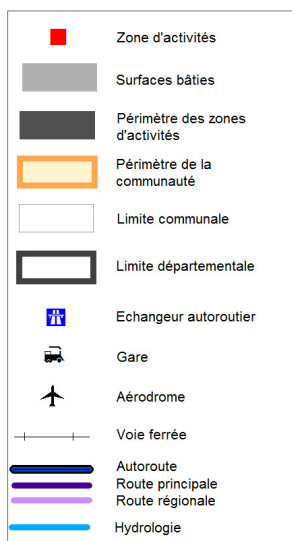 Zone d'activités
Surfaces bâties
Périmètre des zones
d'activités
Périmètre de la
communauté
Limite communale
Limite départementale
Echangeur autoroutier
Gare
Aérodrome
Voie ferrée
Autoroute
Route principale
Route régionale
Hydrologie